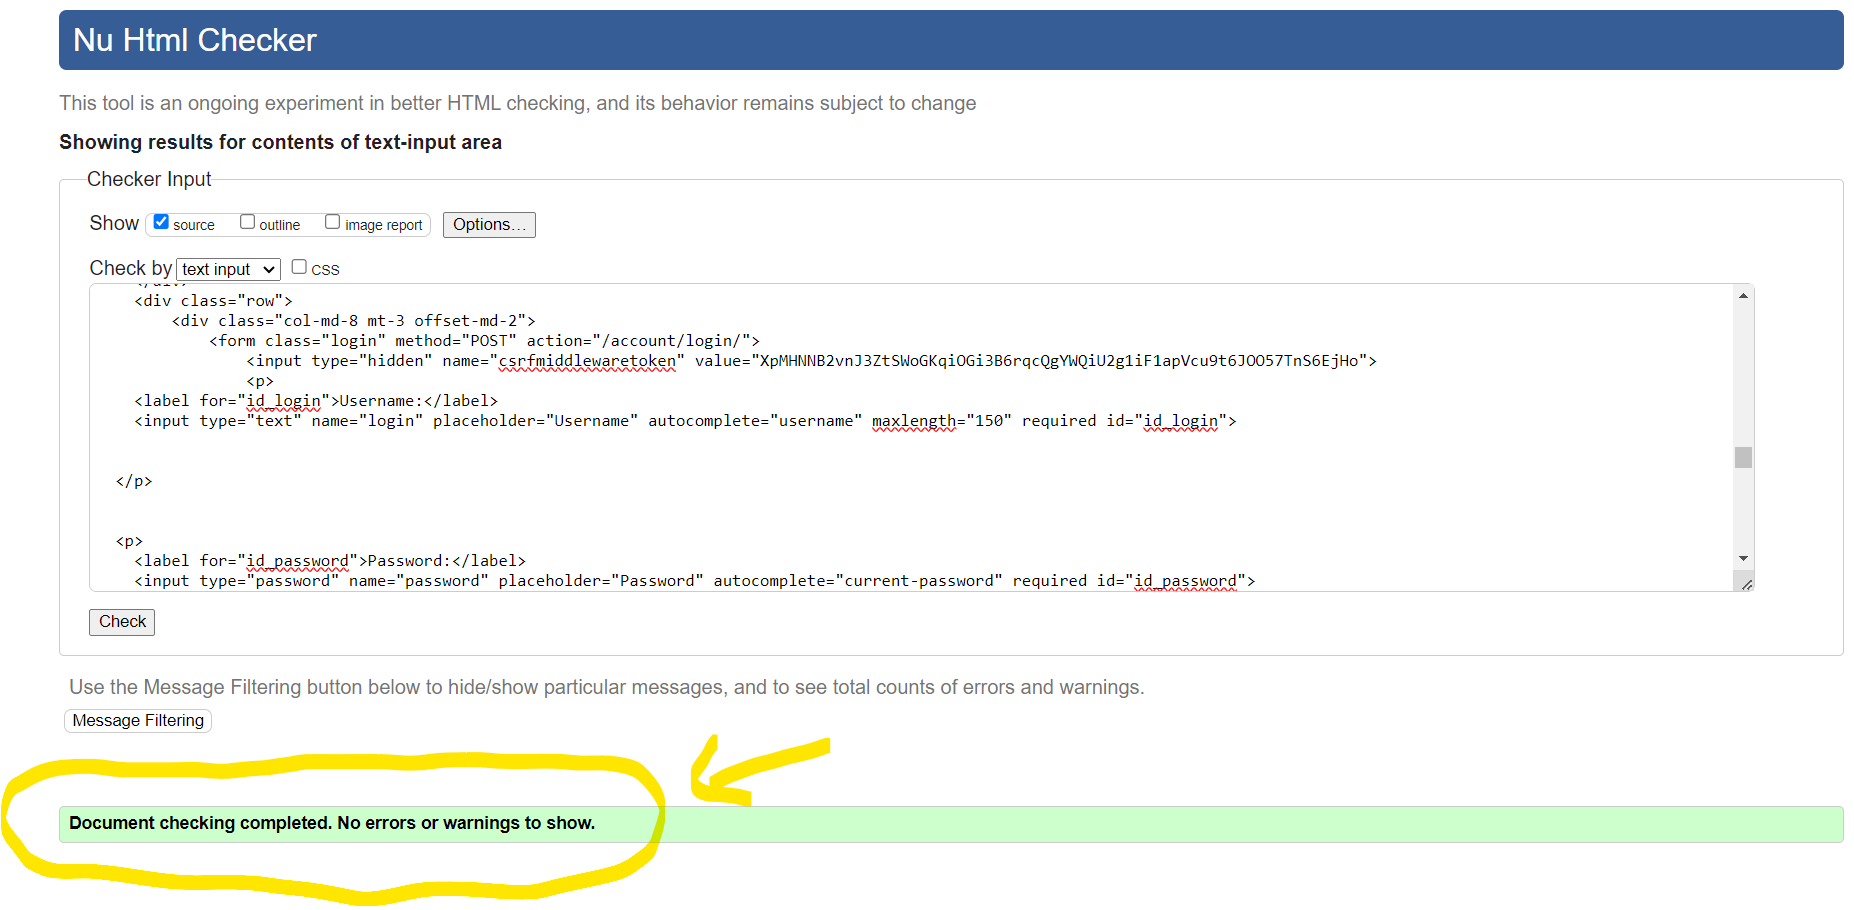 Nu Html Checker
This tool is an ongoing experiment in better HTML checking, and its behavior remains subject to change
Showing results for contents of text-input area
Checker Input
Show source outline image report Options...
Check by text input CSS
</div>
<div class="row">
<div class="col-md-8 mt-3 offset-md-2">
<form class="login" method="POST" action="/account/login/">
<input type="hidden" name="csrfmiddlewaretoken" value="XpMHNNB2vnJ3ZtSWoGKqiOGi3B6rqcQgYWQiU2g1iF1apVcu9t6JOO57TnS6EjHo">
<p>
<label for="id_login">Username:</label>
<input type="text" name="login" placeholder="Username" autocomplete="username" maxlength="150" required id="id_login">
</p>
<p>
<label for="id_password">Password:</label>
<input type="password" name="password" placeholder="Password" autocomplete="current-password" required id="id_password">
Check
Use the Message Filtering button below to hide/show particular messages, and to see total counts of errors and warnings.
Message Filtering
Document checking completed. No errors or warnings to show.